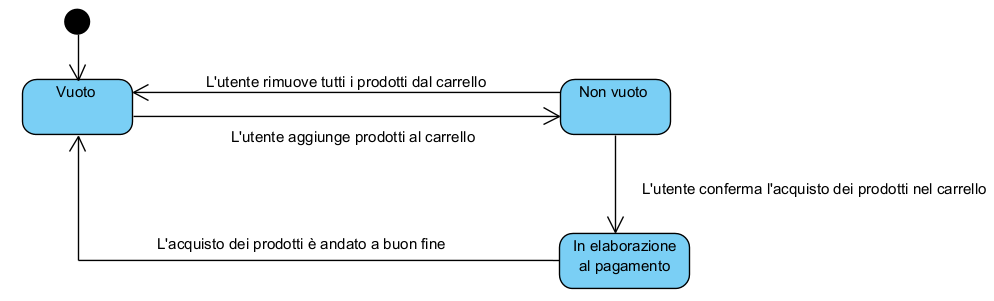 L'utente rimuove tutti i prodotti dal carrello
Vuoto
Non vuoto
L'utente aggiunge prodotti al carrello
L'utente conferma l'acquisto dei prodotti nel carrello
L'acquisto dei prodotti è andato a buon fine
In elaborazione
al pagamento